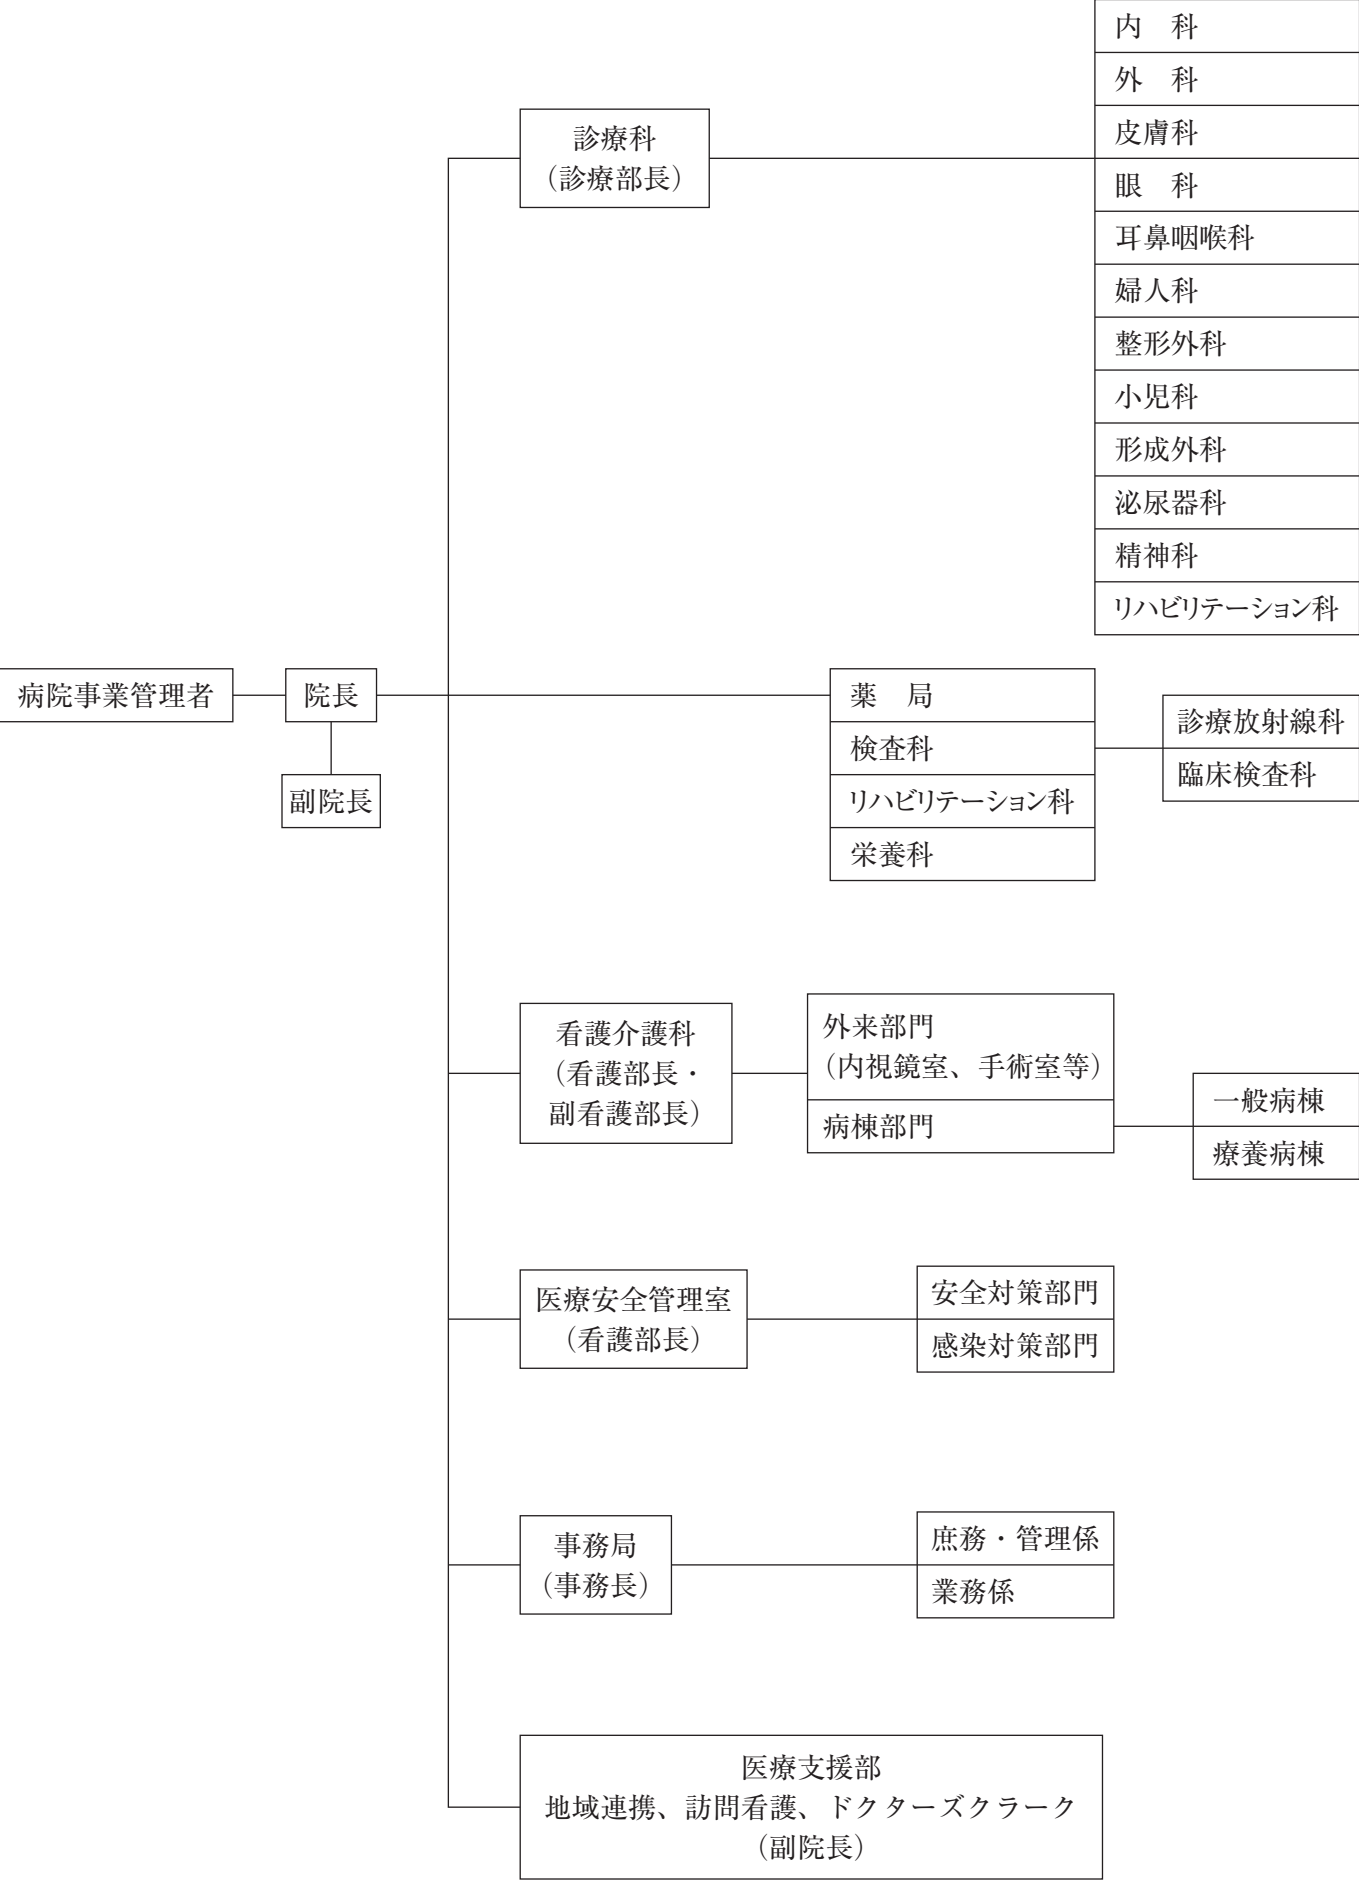 内　科
外　科
皮膚科
眼　科
耳鼻咽喉科
婦人科
整形外科
小児科
形成外科
泌尿器科
精神科
リハビリテーション科
診療科
（診療部長）
病院事業管理者
院長
副院長
薬　局
検査科
リハビリテーション科
栄養科
診療放射線科
臨床検査科
看護介護科
（看護部長・
副看護部長）
外来部門
（内視鏡室、手術室等）
病棟部門
一般病棟
療養病棟
医療安全管理室
（看護部長）
安全対策部門
感染対策部門
事務局
（事務長）
庶務・管理係
業務係
医療支援部
地域連携、訪問看護、ドクターズクラーク
（副院長）